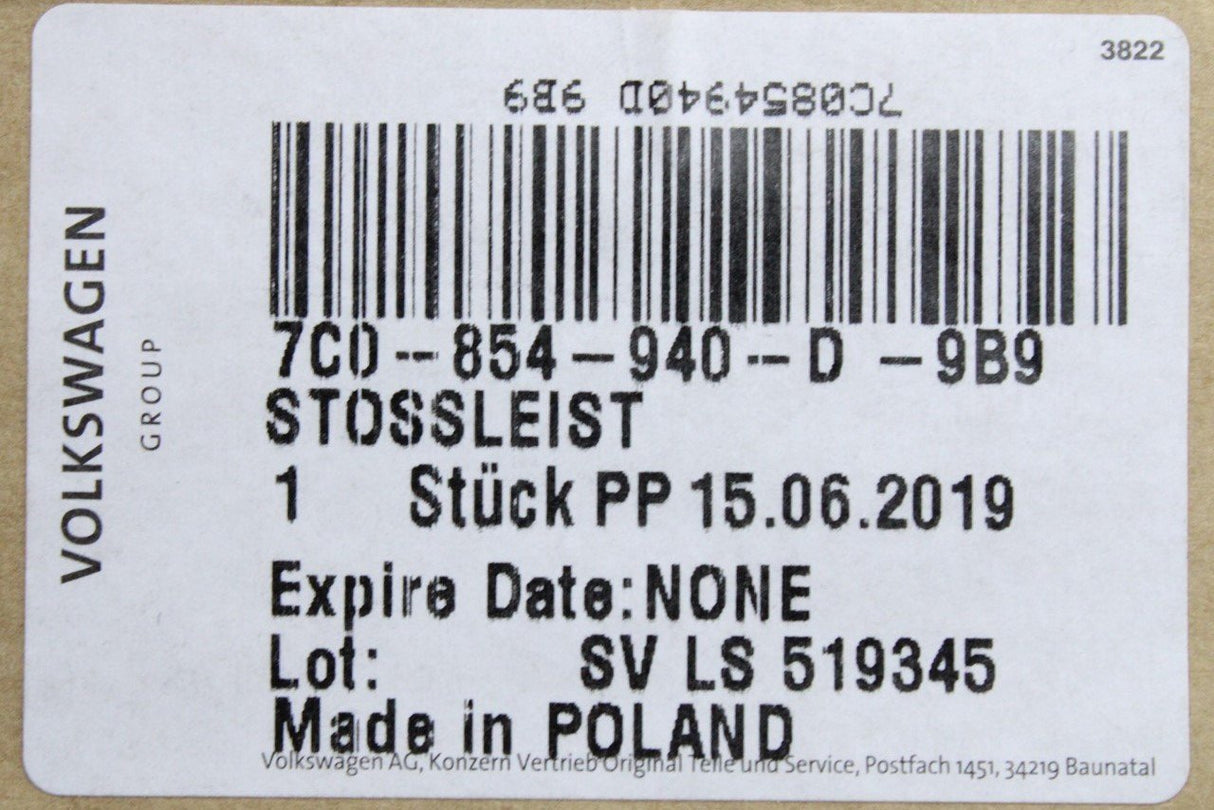 3822
7C0854940D 9B9
7C0-854-940-D -9B9
STOSSLEIST
1 Stück PP 15.06.2019
Expire Date:NONE
Lot: SV LS 519345
Made in POLAND
Volkswagen AG, Konzern Vertrieb Original Teile und Service, Postfach 1451, 34219 Baunatal
VOLKSWAGEN
GROUP